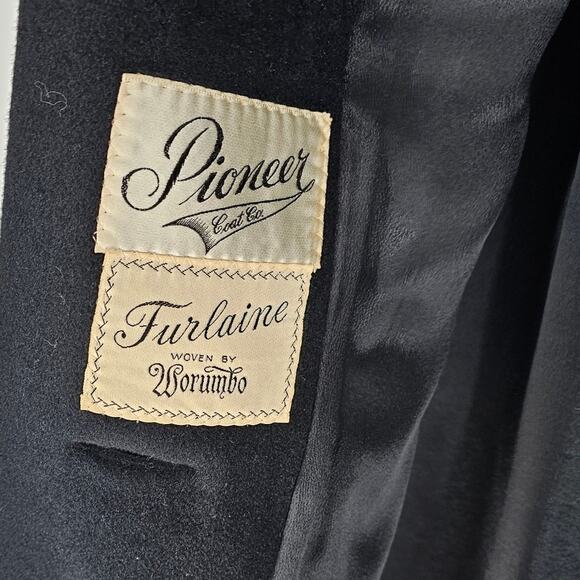 Pioneer
Coat Co.
Furlaine
WOVEN BY
Worumbo